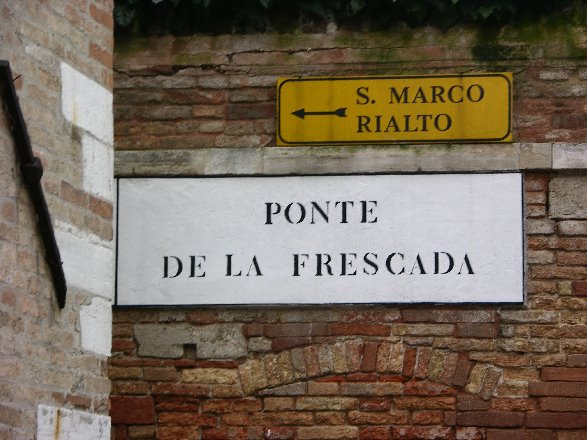 S. MARCO
RIALTO
PONTE
DE LA FRESCADA